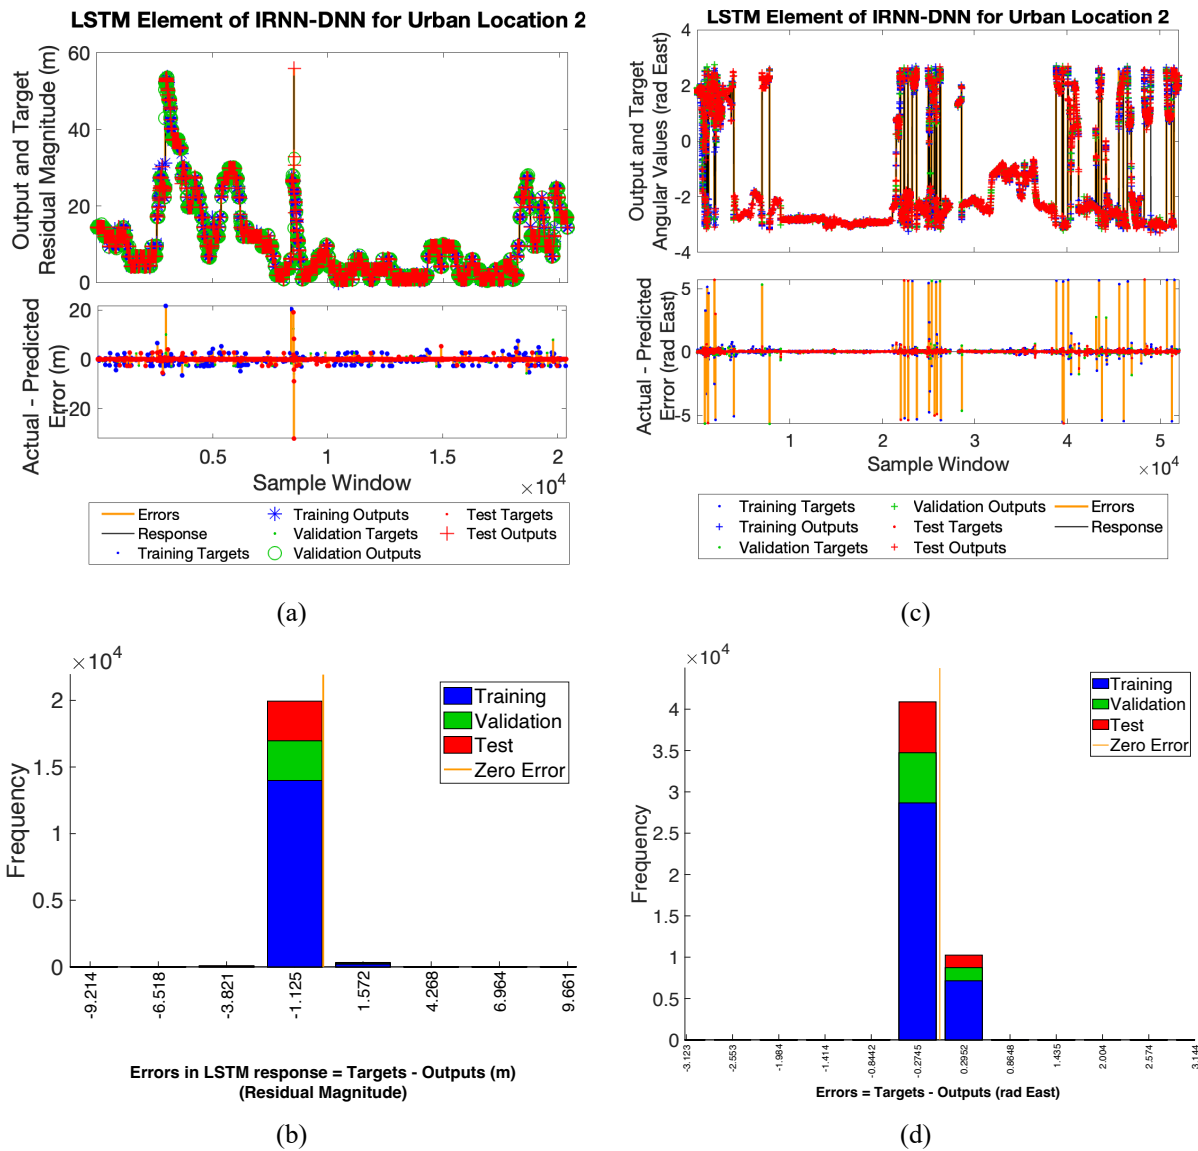 LSTM Element of IRNN-DNN for Urban Location 2
Output and Target
Residual Magnitude (m)
60
40
20
0
Actual - Predicted
Error (m)
20
0
-20
0.5
1
1.5
2
×10⁴
Sample Window
Errors
Response
Training Targets
Training Outputs
Validation Targets
Validation Outputs
Test Targets
Test Outputs
(a)
LSTM Element of IRNN-DNN for Urban Location 2
Output and Target
Angular Values (rad East)
4
2
0
-2
-4
Actual - Predicted
Error (rad East)
5
0
-5
1
2
3
4
5
×10⁴
Sample Window
Training Targets
Training Outputs
Validation Targets
Validation Outputs
Test Targets
Test Outputs
Errors
Response
(c)
×10⁴
Frequency
2
1.5
1
0.5
0
Training
Validation
Test
Zero Error
-9.214
-6.518
-3.821
-1.125
1.572
4.268
6.964
9.661
Errors in LSTM response = Targets - Outputs (m)
(Residual Magnitude)
(b)
×10⁴
Frequency
4
3.5
3
2.5
2
1.5
1
0.5
0
Training
Validation
Test
Zero Error
-3.123
-2.553
-1.984
-1.414
-0.8442
-0.2745
0.2952
0.8648
1.435
2.004
2.574
3.144
Errors = Targets - Outputs (rad East)
(d)